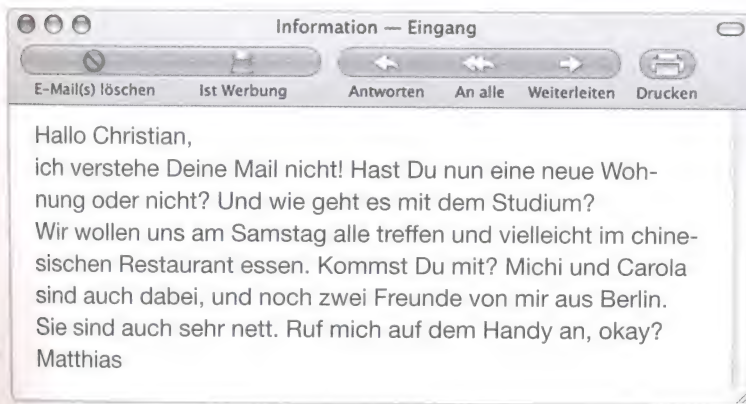 Information — Eingang
E-Mail(s) löschen Ist Werbung Antworten An alle Weiterleiten Drucken
Hallo Christian,
ich verstehe Deine Mail nicht! Hast Du nun eine neue Woh-
nung oder nicht? Und wie geht es mit dem Studium?
Wir wollen uns am Samstag alle treffen und vielleicht im chine-
sischen Restaurant essen. Kommst Du mit? Michi und Carola
sind auch dabei, und noch zwei Freunde von mir aus Berlin.
Sie sind auch sehr nett. Ruf mich auf dem Handy an, okay?
Matthias